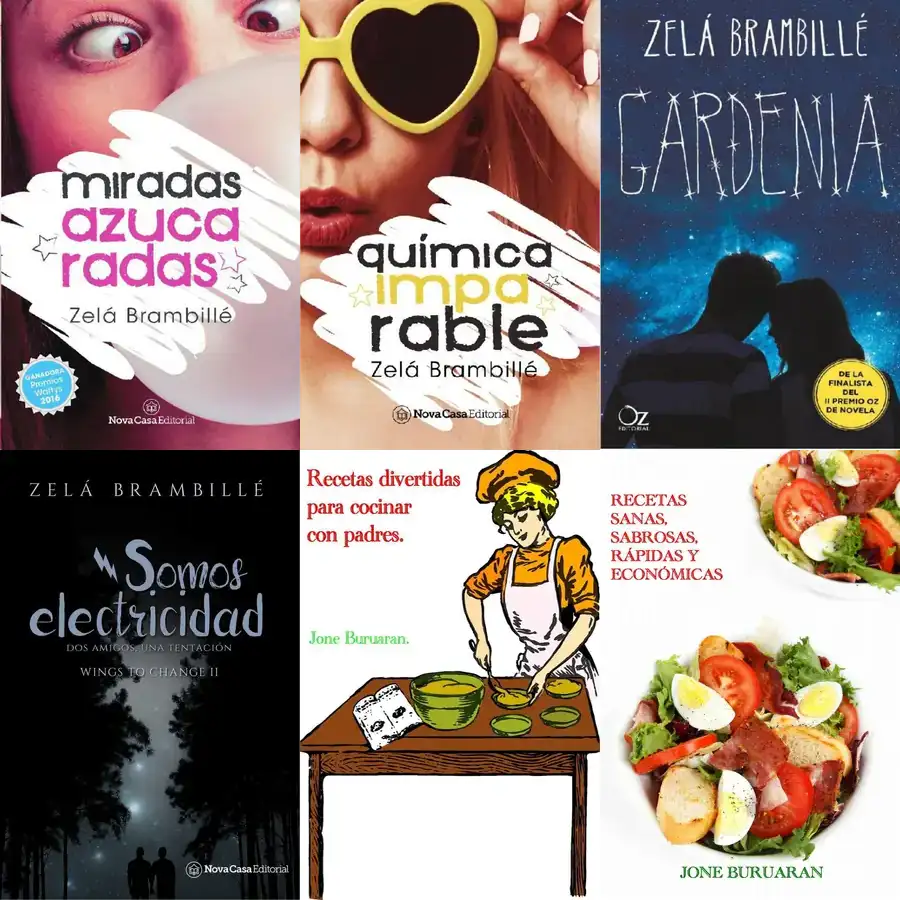 miradas
azuca
radas
Zelá Brambillé
GANADORA
Premios
Wattys
2016
Nova Casa Editorial
química
impa
rable
Zelá Brambillé
Nova Casa Editorial
ZELÁ BRAMBILLÉ
GARDENIA
DE LA
FINALISTA
DEL
II PREMIO OZ
DE NOVELA
OZ
EDITORIAL
ZELÁ BRAMBILLÉ
Somos
electricidad
DOS AMIGOS, UNA TENTACIÓN
WINGS TO CHANGE II
Nova Casa Editorial
Recetas divertidas
para cocinar
con padres.
Jone Buruaran.
RECETAS
SANAS,
SABROSAS,
RÁPIDAS Y
ECONÓMICAS
JONE BURUARAN